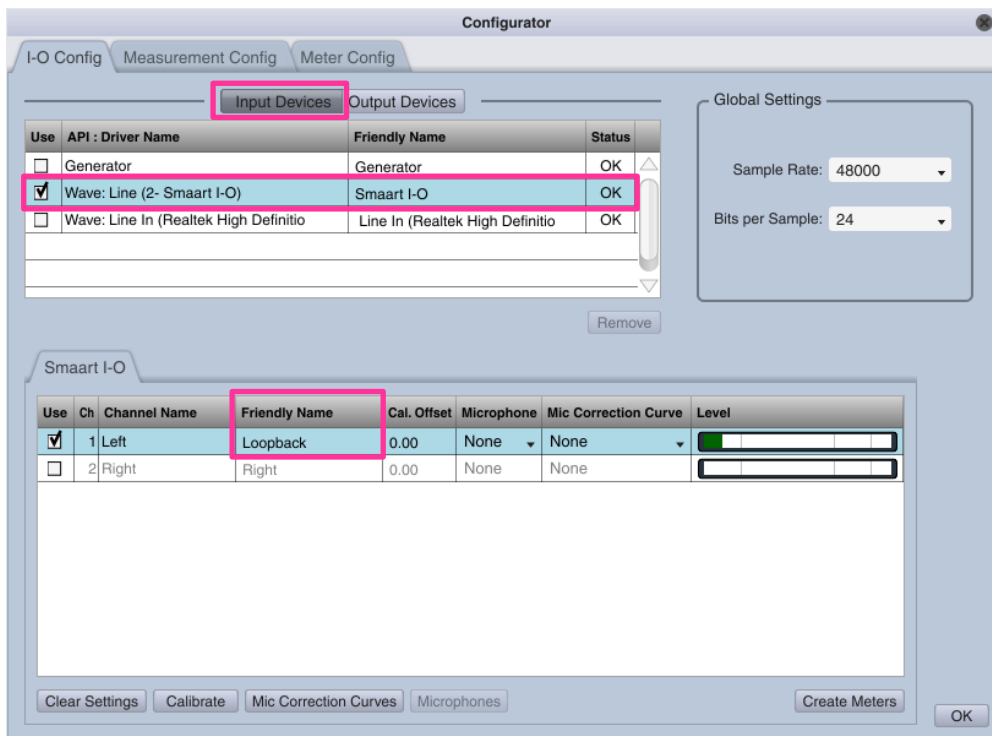 Configurator
I-O Config Measurement Config Meter Config
Input Devices Output Devices
Global Settings
Use API : Driver Name Friendly Name Status
Generator Generator OK
Sample Rate: 48000
Wave: Line (2- Smaart I-O) Smaart I-O OK
Wave: Line In (Realtek High Definitio Line In (Realtek High Definitio OK
Bits per Sample: 24
Remove
Smaart I-O
Use Ch Channel Name Friendly Name Cal. Offset Microphone Mic Correction Curve Level
1 Left Loopback 0.00 None None
2 Right Right 0.00 None None
Clear Settings Calibrate Mic Correction Curves Microphones Create Meters
OK